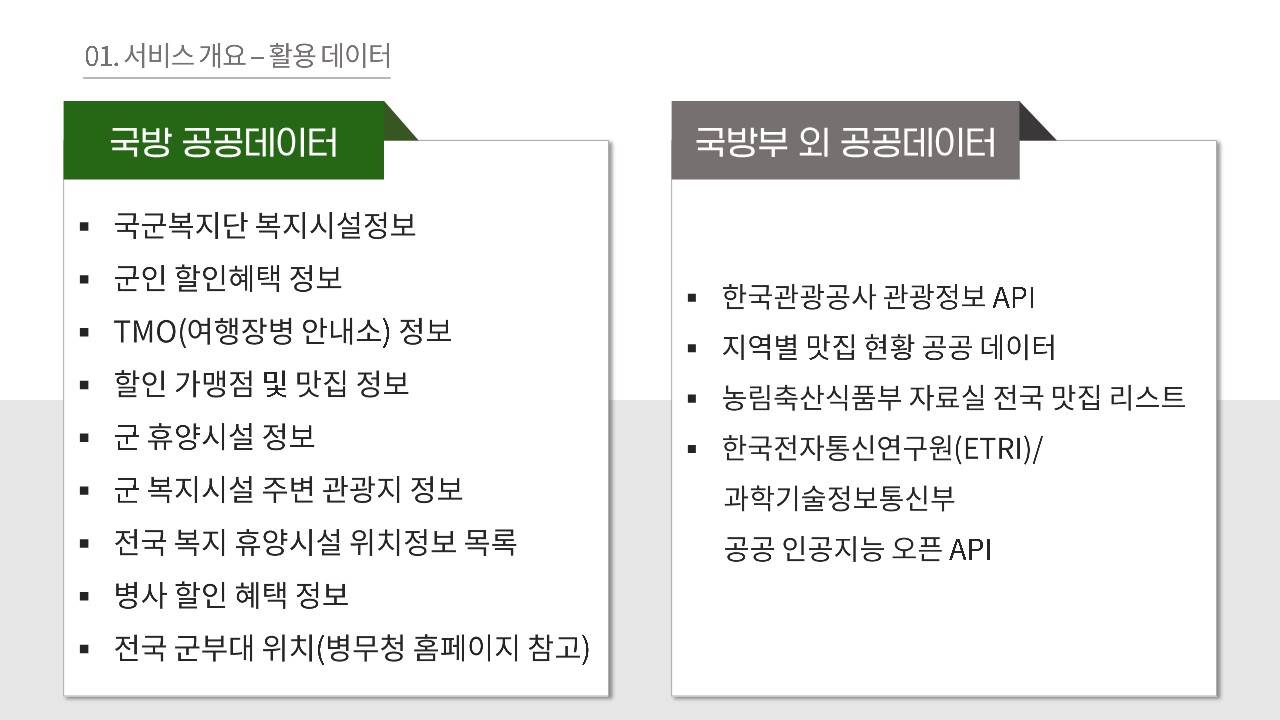 01. 서비스 개요 – 활용 데이터
국방 공공데이터
▪ 국군복지단 복지시설정보
▪ 군인 할인혜택 정보
▪ TMO(여행장병 안내소) 정보
▪ 할인 가맹점 및 맛집 정보
▪ 군 휴양시설 정보
▪ 군 복지시설 주변 관광지 정보
▪ 전국 복지 휴양시설 위치정보 목록
▪ 병사 할인 혜택 정보
▪ 전국 군부대 위치(병무청 홈페이지 참고)
국방부 외 공공데이터
▪ 한국관광공사 관광정보 API
▪ 지역별 맛집 현황 공공 데이터
▪ 농림축산식품부 자료실 전국 맛집 리스트
▪ 한국전자통신연구원(ETRI)/
과학기술정보통신부
공공 인공지능 오픈 API